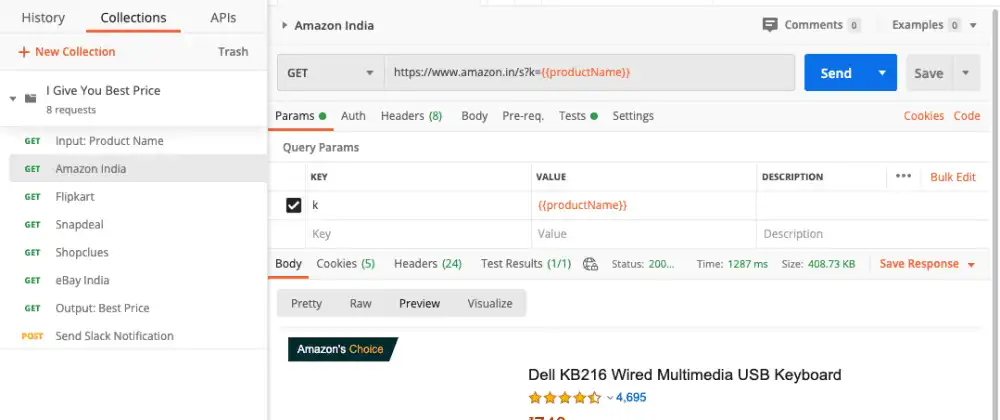 History Collections APIs
+ New Collection Trash
I Give You Best Price
8 requests
GET Input: Product Name
GET Amazon India
GET Flipkart
GET Snapdeal
GET Shopclues
GET eBay India
GET Output: Best Price
POST Send Slack Notification
Amazon India Comments 0 Examples 0
GET https://www.amazon.in/s?k={{productName}} Send Save
Params Auth Headers (8) Body Pre-req. Tests Settings Cookies Code
Query Params
KEY VALUE DESCRIPTION ••• Bulk Edit
k {{productName}}
Key Value Description
Body Cookies (5) Headers (24) Test Results (1/1) Status: 200... Time: 1287 ms Size: 408.73 KB Save Response
Pretty Raw Preview Visualize
Amazon's Choice
Dell KB216 Wired Multimedia USB Keyboard
4,695